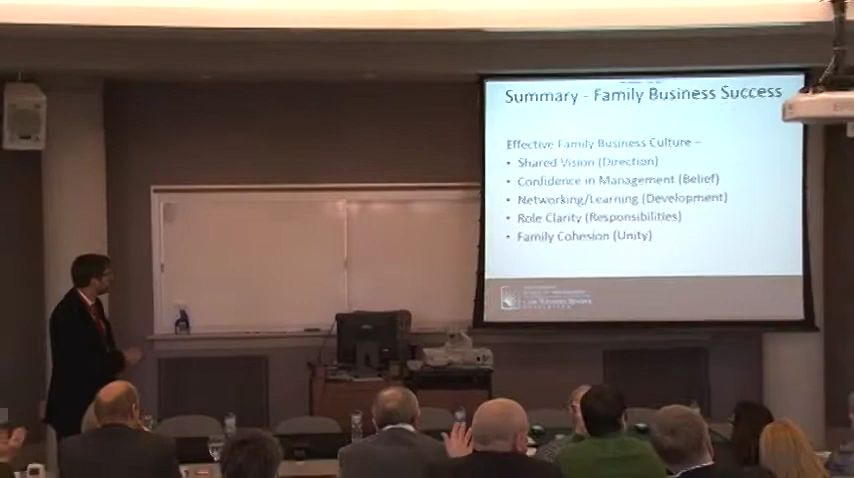 Summary - Family Business Success
Effective Family Business Culture –
• Shared Vision (Direction)
• Confidence in Management (Belief)
• Networking/Learning (Development)
• Role Clarity (Responsibilities)
• Family Cohesion (Unity)